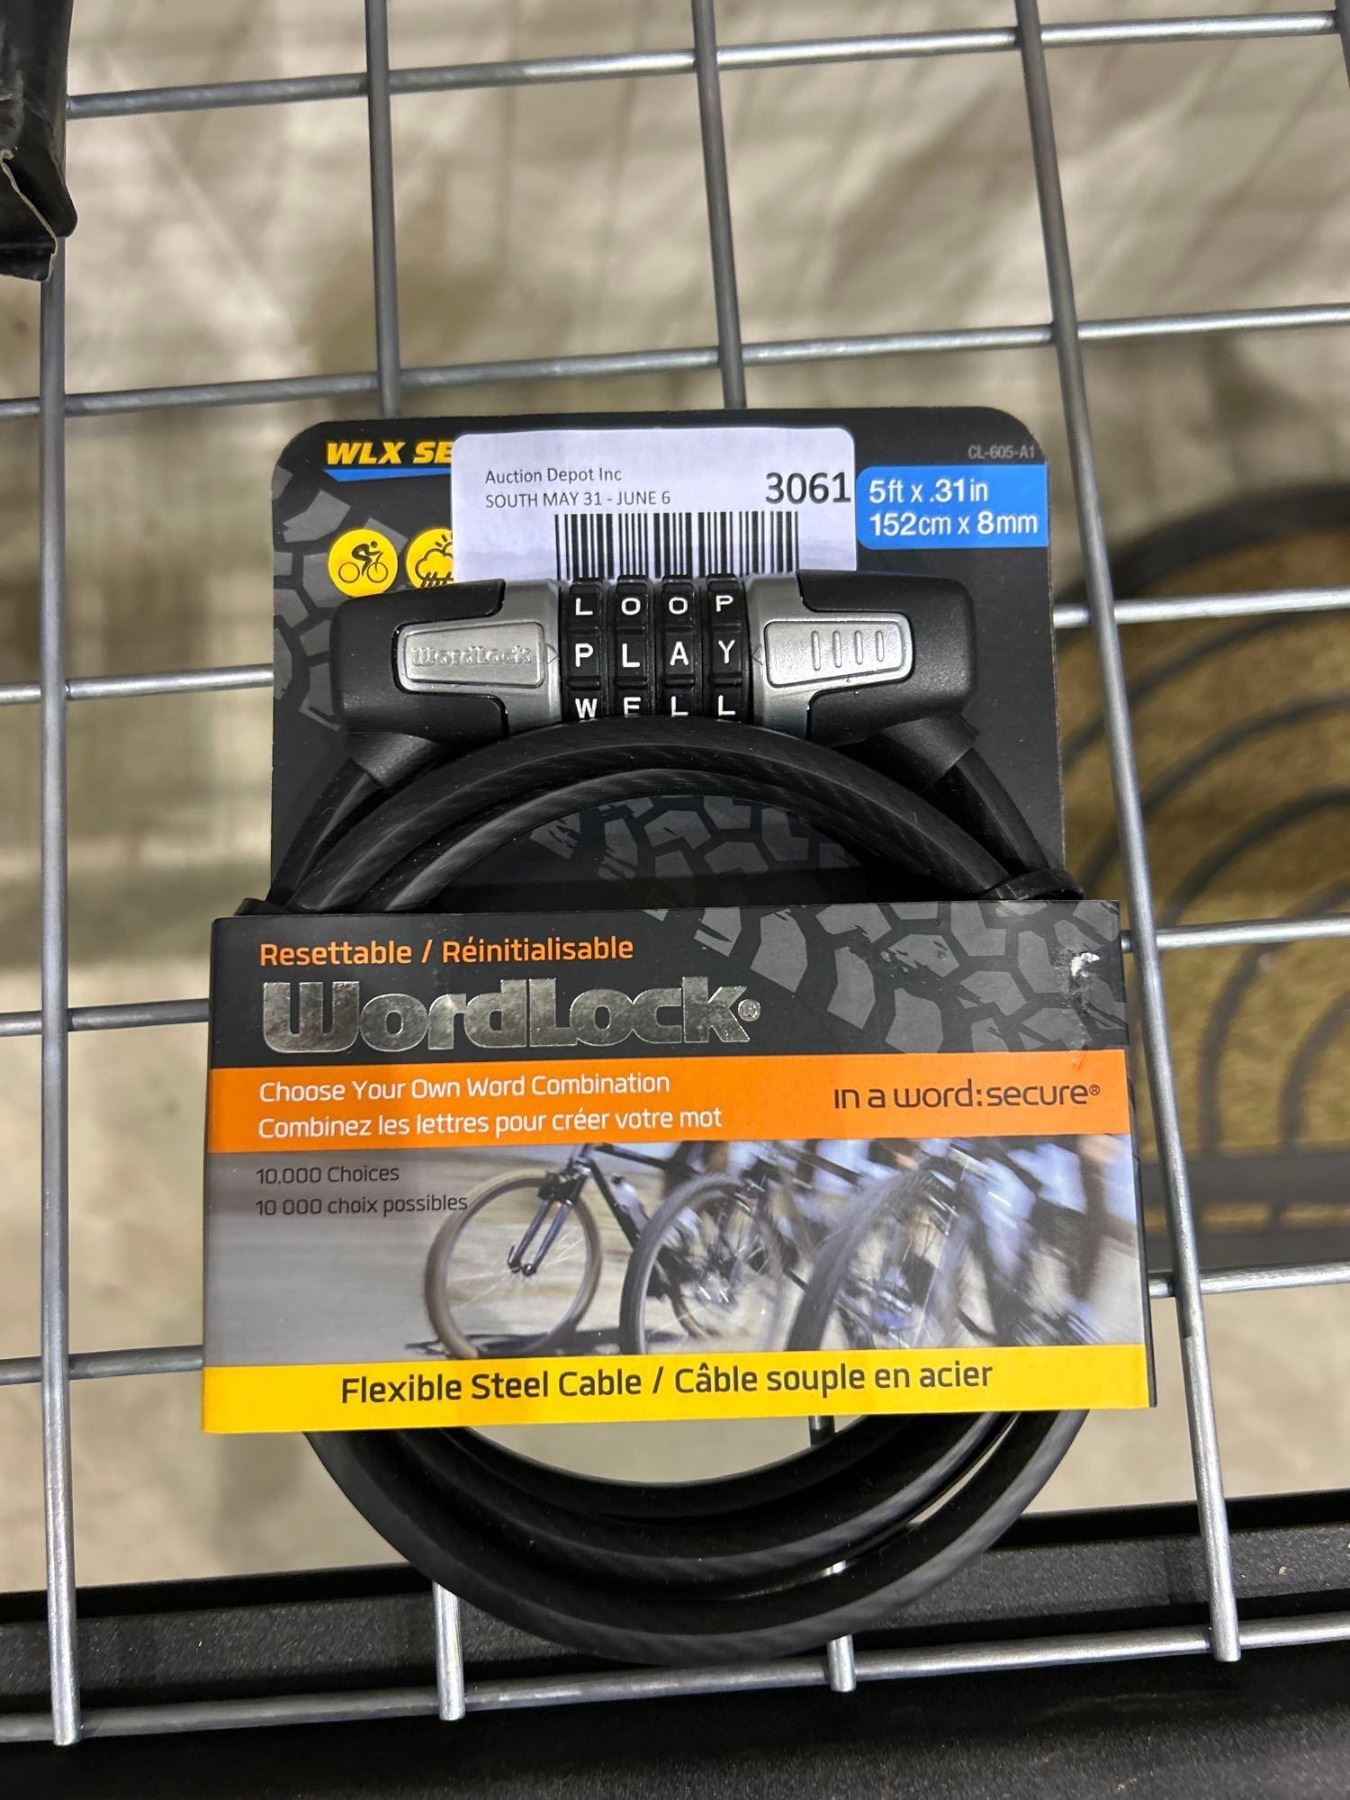 WLX SE
CL-605-A1
Auction Depot Inc
SOUTH MAY 31 - JUNE 6
3061
5ft x .31in
152cm x 8mm
LOOP
WordLock
PLAY
WELL
Resettable / Réinitialisable
WordLock®
Choose Your Own Word Combination
Combinez les lettres pour créer votre mot
in a word:secure®
10,000 Choices
10 000 choix possibles
Flexible Steel Cable / Câble souple en acier